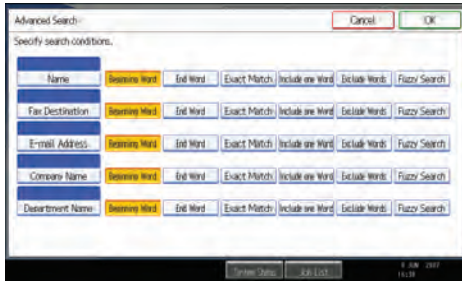 Advanced Search
Cancel
OK
Specify search conditions.
Name Beginning Word End Word Exact Match Include one Word Exclude Words Fuzzy Search
Fax Destination Beginning Word End Word Exact Match Include one Word Exclude Words Fuzzy Search
E-mail Address Beginning Word End Word Exact Match Include one Word Exclude Words Fuzzy Search
Company Name Beginning Word End Word Exact Match Include one Word Exclude Words Fuzzy Search
Department Name Beginning Word End Word Exact Match Include one Word Exclude Words Fuzzy Search
System Status Job List
8 JUN 2007